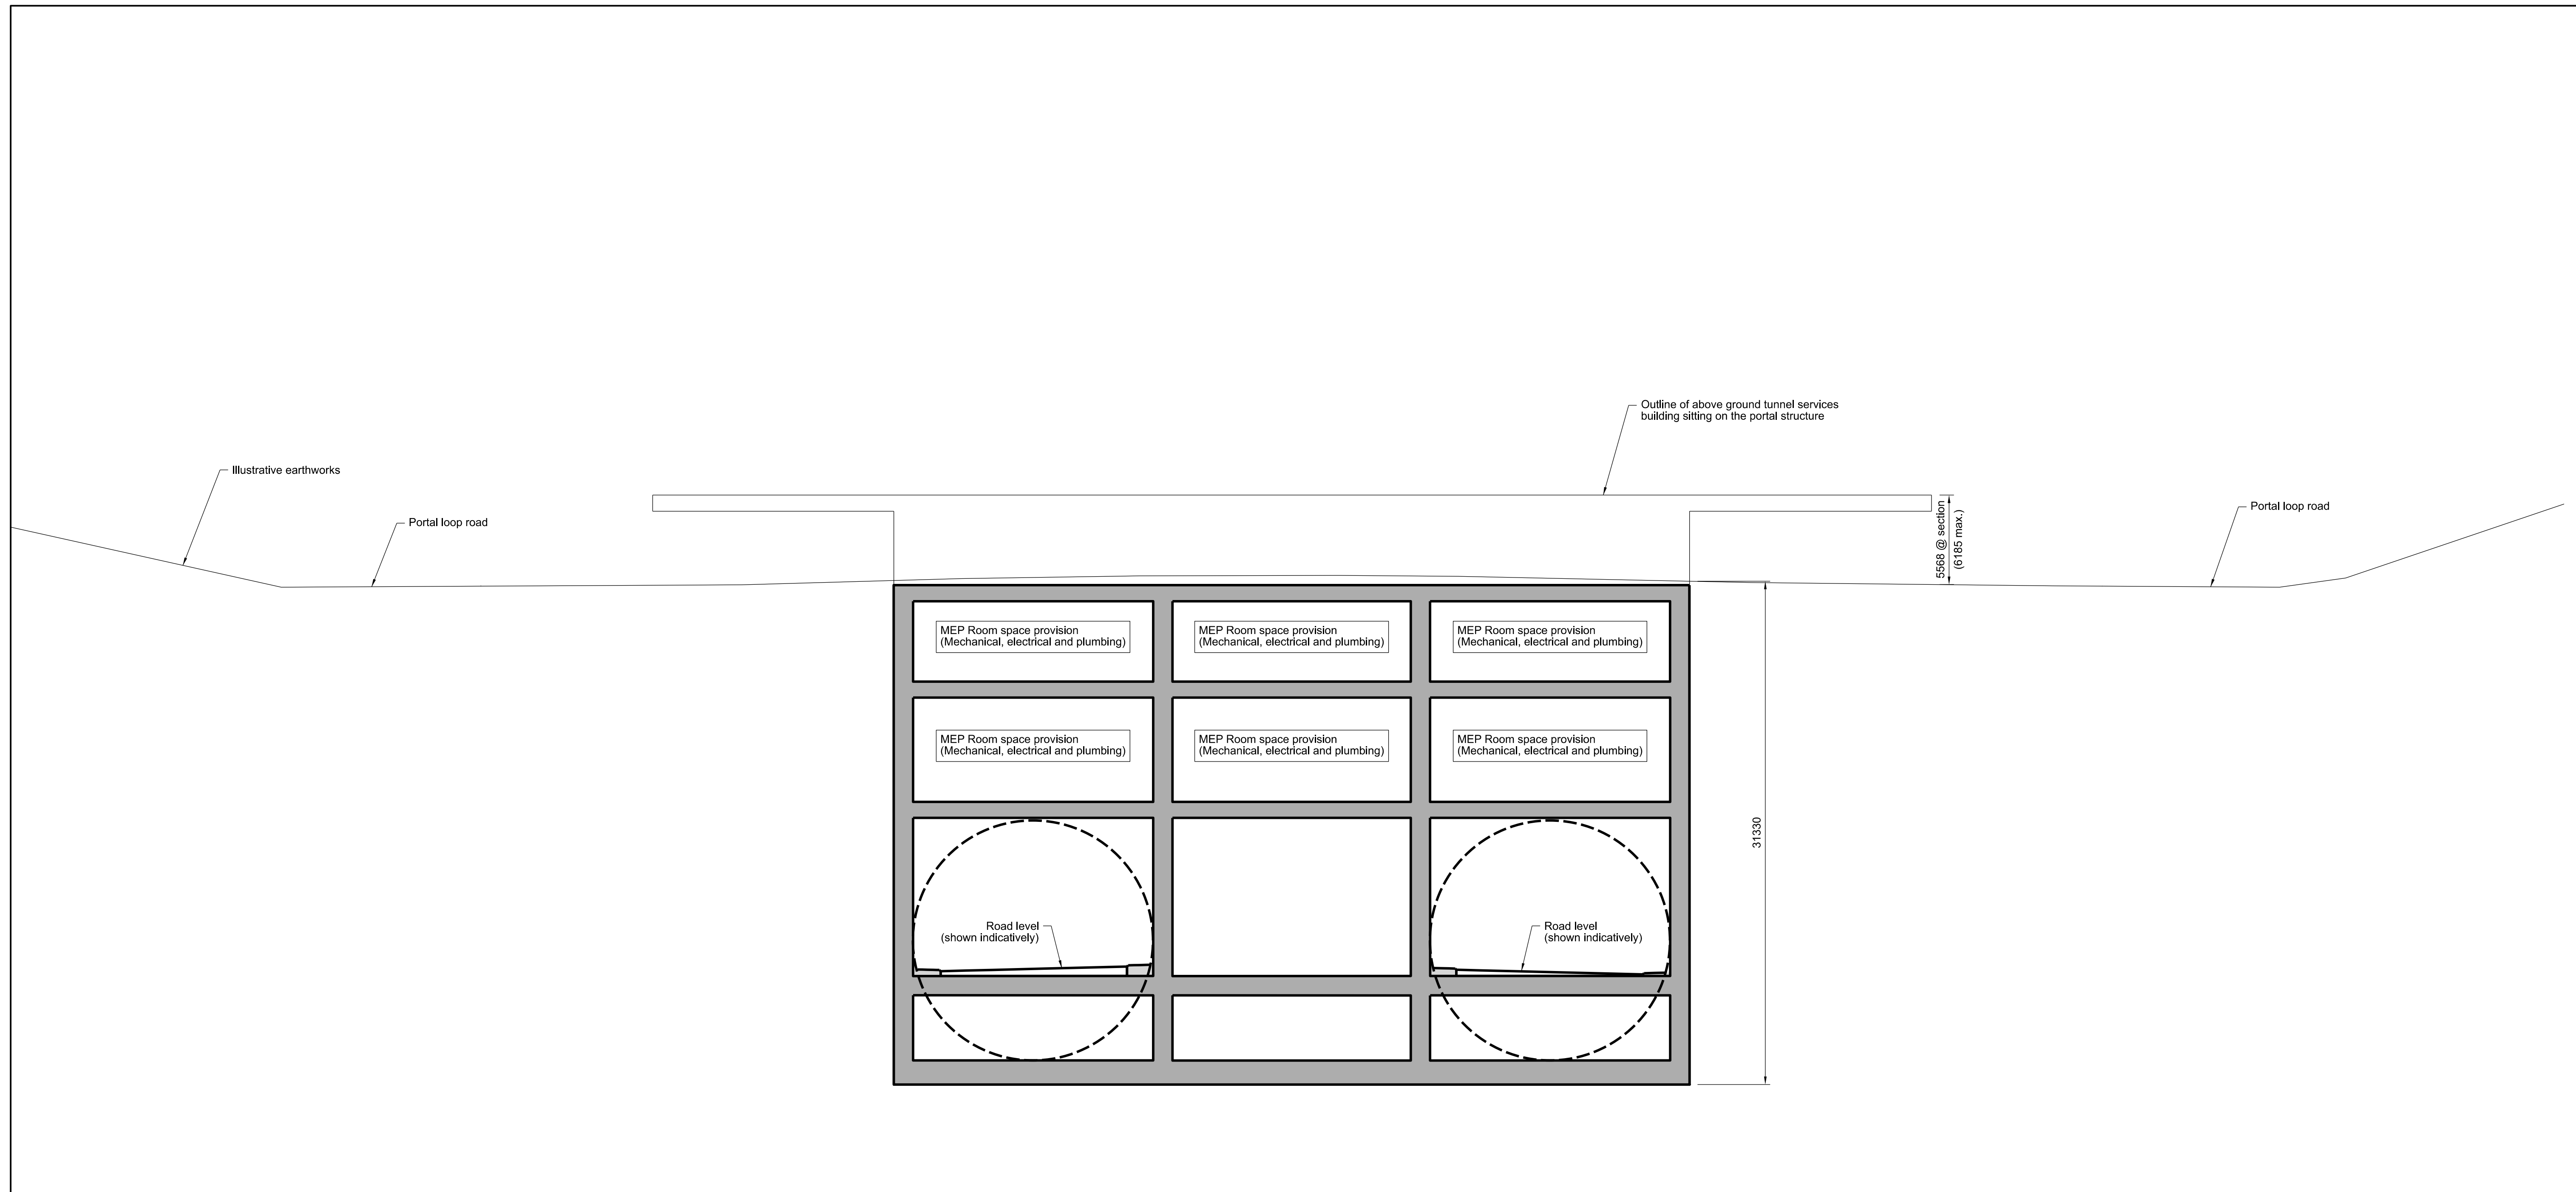 Outline of above ground tunnel services
building sitting on the portal structure
Illustrative earthworks
Portal loop road
5568 @ section
(6185 max.)
Portal loop road
MEP Room space provision
(Mechanical, electrical and plumbing)
MEP Room space provision
(Mechanical, electrical and plumbing)
MEP Room space provision
(Mechanical, electrical and plumbing)
MEP Room space provision
(Mechanical, electrical and plumbing)
MEP Room space provision
(Mechanical, electrical and plumbing)
MEP Room space provision
(Mechanical, electrical and plumbing)
31330
Road level
(shown indicatively)
Road level
(shown indicatively)